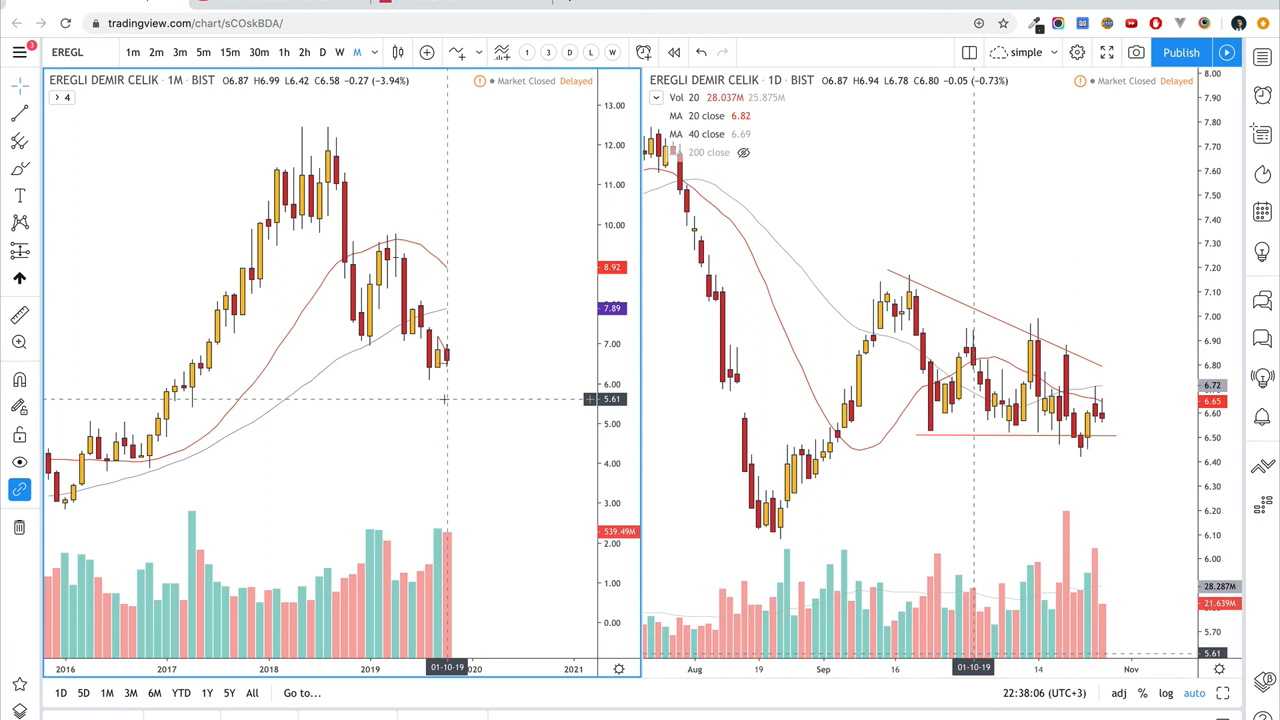 tradingview.com/chart/sCOskBDA/
3
EREGL
1m 2m 3m 5m 15m 30m 1h 2h D W M
1 3 D L W
simple
Publish
EREGLI DEMIR CELIK · 1M · BIST O6.87 H6.99 L6.42 C6.58 −0.27 (−3.94%)
Market Closed Delayed
4
13.00
12.00
11.00
10.00
8.92
7.89
7.00
6.00
5.61
5.00
4.00
3.00
539.49M
2.00
1.00
0.00
2016 2017 2018 2019 01-10-19 2020 2021
EREGLI DEMIR CELIK · 1D · BIST O6.87 H6.94 L6.78 C6.80 −0.05 (−0.73%)
Market Closed Delayed
Vol 20 28.037M 25.875M
MA 20 close 6.82
MA 40 close 6.69
MA 200 close
8.00
7.90
7.80
7.70
7.60
7.50
7.40
7.30
7.20
7.10
7.00
6.90
6.80
6.72
6.65
6.60
6.50
6.40
6.30
6.20
6.10
6.00
28.287M
21.639M
5.70
5.61
Aug 19 Sep 16 01-10-19 14 Nov
1D 5D 1M 3M 6M YTD 1Y 5Y All Go to...
22:38:06 (UTC+3) adj % log auto